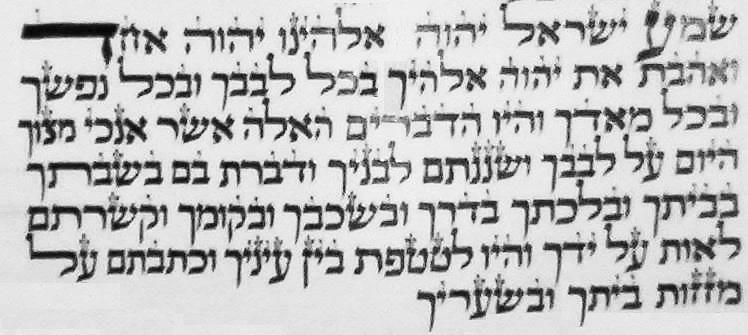 שמע ישראל יהוה אלהינו יהוה אחד
ואהבת את יהוה אלהיך בכל לבבך ובכל נפשך
ובכל מאדך והיו הדברים האלה אשר אנכי מצוך
היום על לבבך ושננתם לבניך ודברת בם בשבתך
בביתך ובלכתך בדרך ובשכבך ובקומך וקשרתם
לאות על ידך והיו לטטפת בין עיניך וכתבתם על
מזזות ביתך ובשעריך